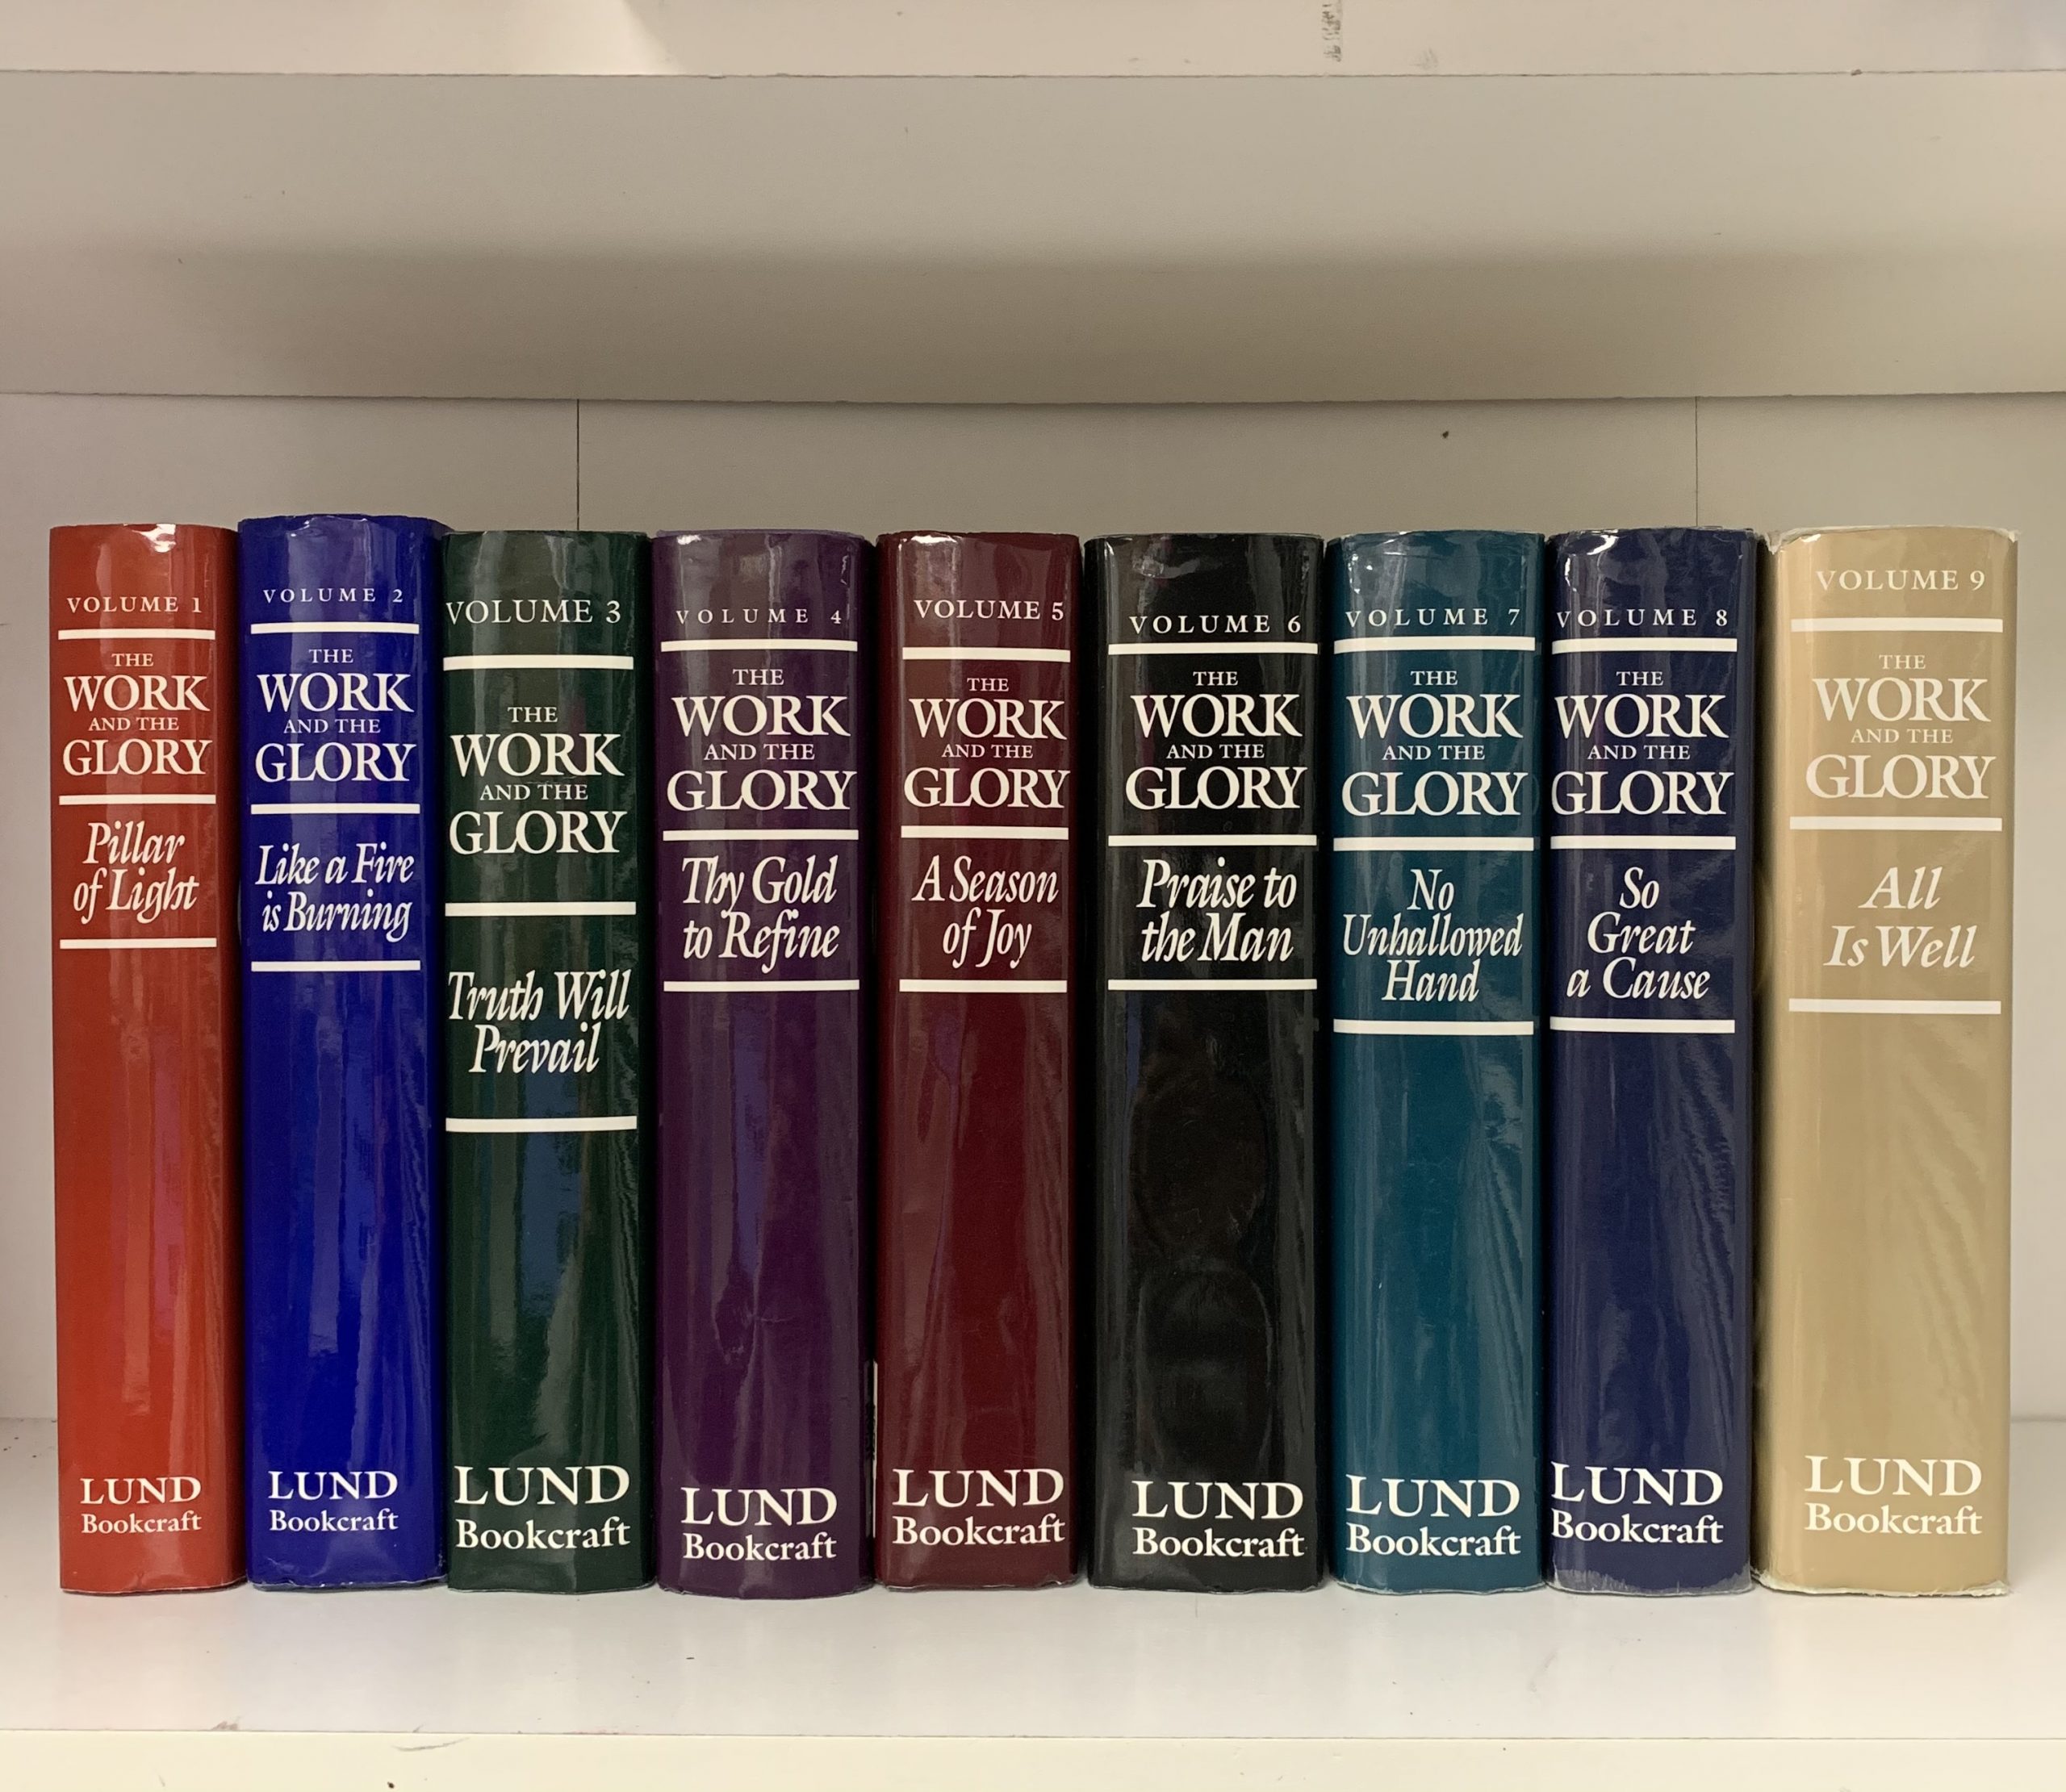 VOLUME 1
THE
WORK
AND THE
GLORY
Pillar
of Light
LUND
Bookcraft
VOLUME 2
THE
WORK
AND THE
GLORY
Like a Fire
is Burning
LUND
Bookcraft
VOLUME 3
THE
WORK
AND THE
GLORY
Truth Will
Prevail
LUND
Bookcraft
VOLUME 4
THE
WORK
AND THE
GLORY
Thy Gold
to Refine
LUND
Bookcraft
VOLUME 5
THE
WORK
AND THE
GLORY
A Season
of Joy
LUND
Bookcraft
VOLUME 6
THE
WORK
AND THE
GLORY
Praise to
the Man
LUND
Bookcraft
VOLUME 7
THE
WORK
AND THE
GLORY
No
Unhallowed
Hand
LUND
Bookcraft
VOLUME 8
THE
WORK
AND THE
GLORY
So
Great
a Cause
LUND
Bookcraft
VOLUME 9
THE
WORK
AND THE
GLORY
All
Is Well
LUND
Bookcraft